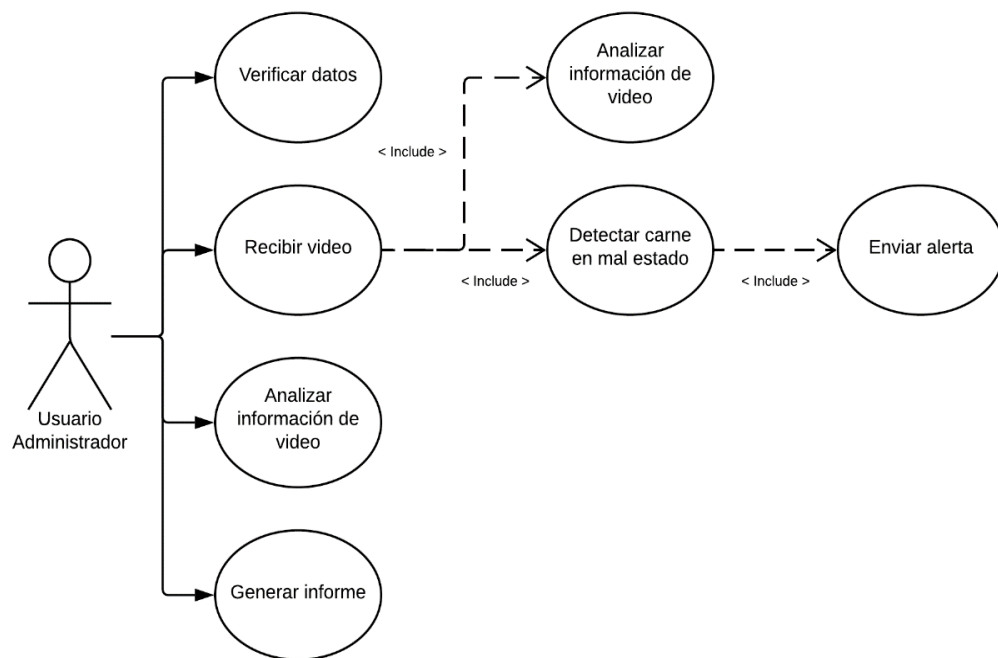 Verificar datos
Analizar
información de
video
< Include >
Recibir video
Detectar carne
en mal estado
Enviar alerta
< Include >
< Include >
Usuario
Administrador
Analizar
información de
video
Generar informe